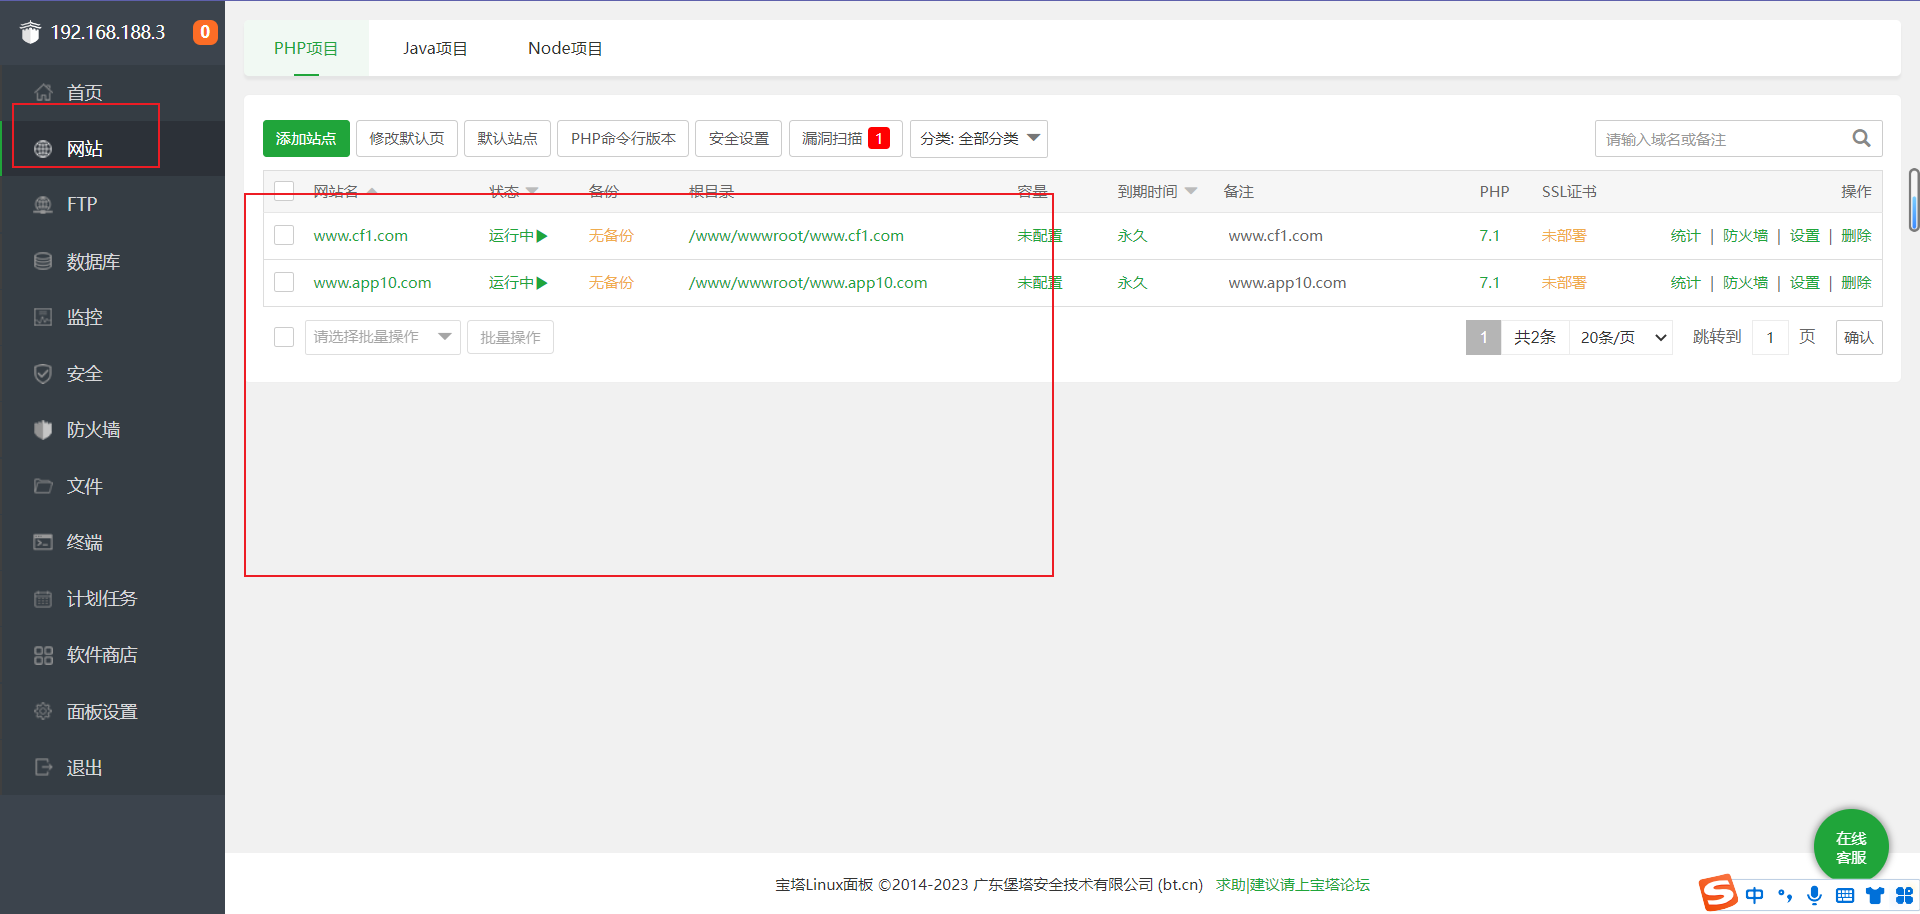 192.168.188.3 0
首页
网站
FTP
数据库
监控
安全
防火墙
文件
终端
计划任务
软件商店
面板设置
退出
PHP项目 Java项目 Node项目
添加站点 修改默认页 默认站点 PHP命令行版本 安全设置 漏洞扫描 1 分类: 全部分类 请输入域名或备注
网站名 状态 备份 根目录 容量 到期时间 备注 PHP SSL证书 操作
www.cf1.com 运行中 无备份 /www/wwwroot/www.cf1.com 未配置 永久 www.cf1.com 7.1 未部署 统计 | 防火墙 | 设置 | 删除
www.app10.com 运行中 无备份 /www/wwwroot/www.app10.com 未配置 永久 www.app10.com 7.1 未部署 统计 | 防火墙 | 设置 | 删除
请选择批量操作 批量操作 1 共2条 20条/页 跳转到 1 页 确认
在线
客服
宝塔Linux面板 ©2014-2023 广东堡塔安全技术有限公司 (bt.cn) 求助|建议请上宝塔论坛
S 中 °,